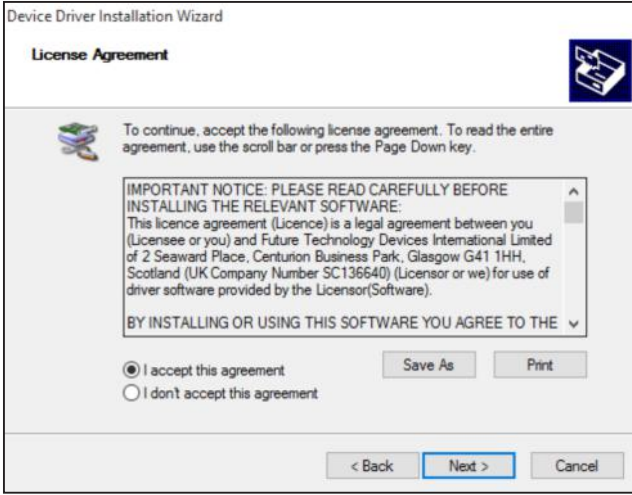 Device Driver Installation Wizard
License Agreement
To continue, accept the following license agreement. To read the entire
agreement, use the scroll bar or press the Page Down key.
IMPORTANT NOTICE: PLEASE READ CAREFULLY BEFORE
INSTALLING THE RELEVANT SOFTWARE:
This licence agreement (Licence) is a legal agreement between you
(Licensee or you) and Future Technology Devices International Limited
of 2 Seaward Place, Centurion Business Park, Glasgow G41 1HH,
Scotland (UK Company Number SC136640) (Licensor or we) for use of
driver software provided by the Licensor(Software).
BY INSTALLING OR USING THIS SOFTWARE YOU AGREE TO THE
I accept this agreement
Save As
Print
I don't accept this agreement
< Back
Next >
Cancel